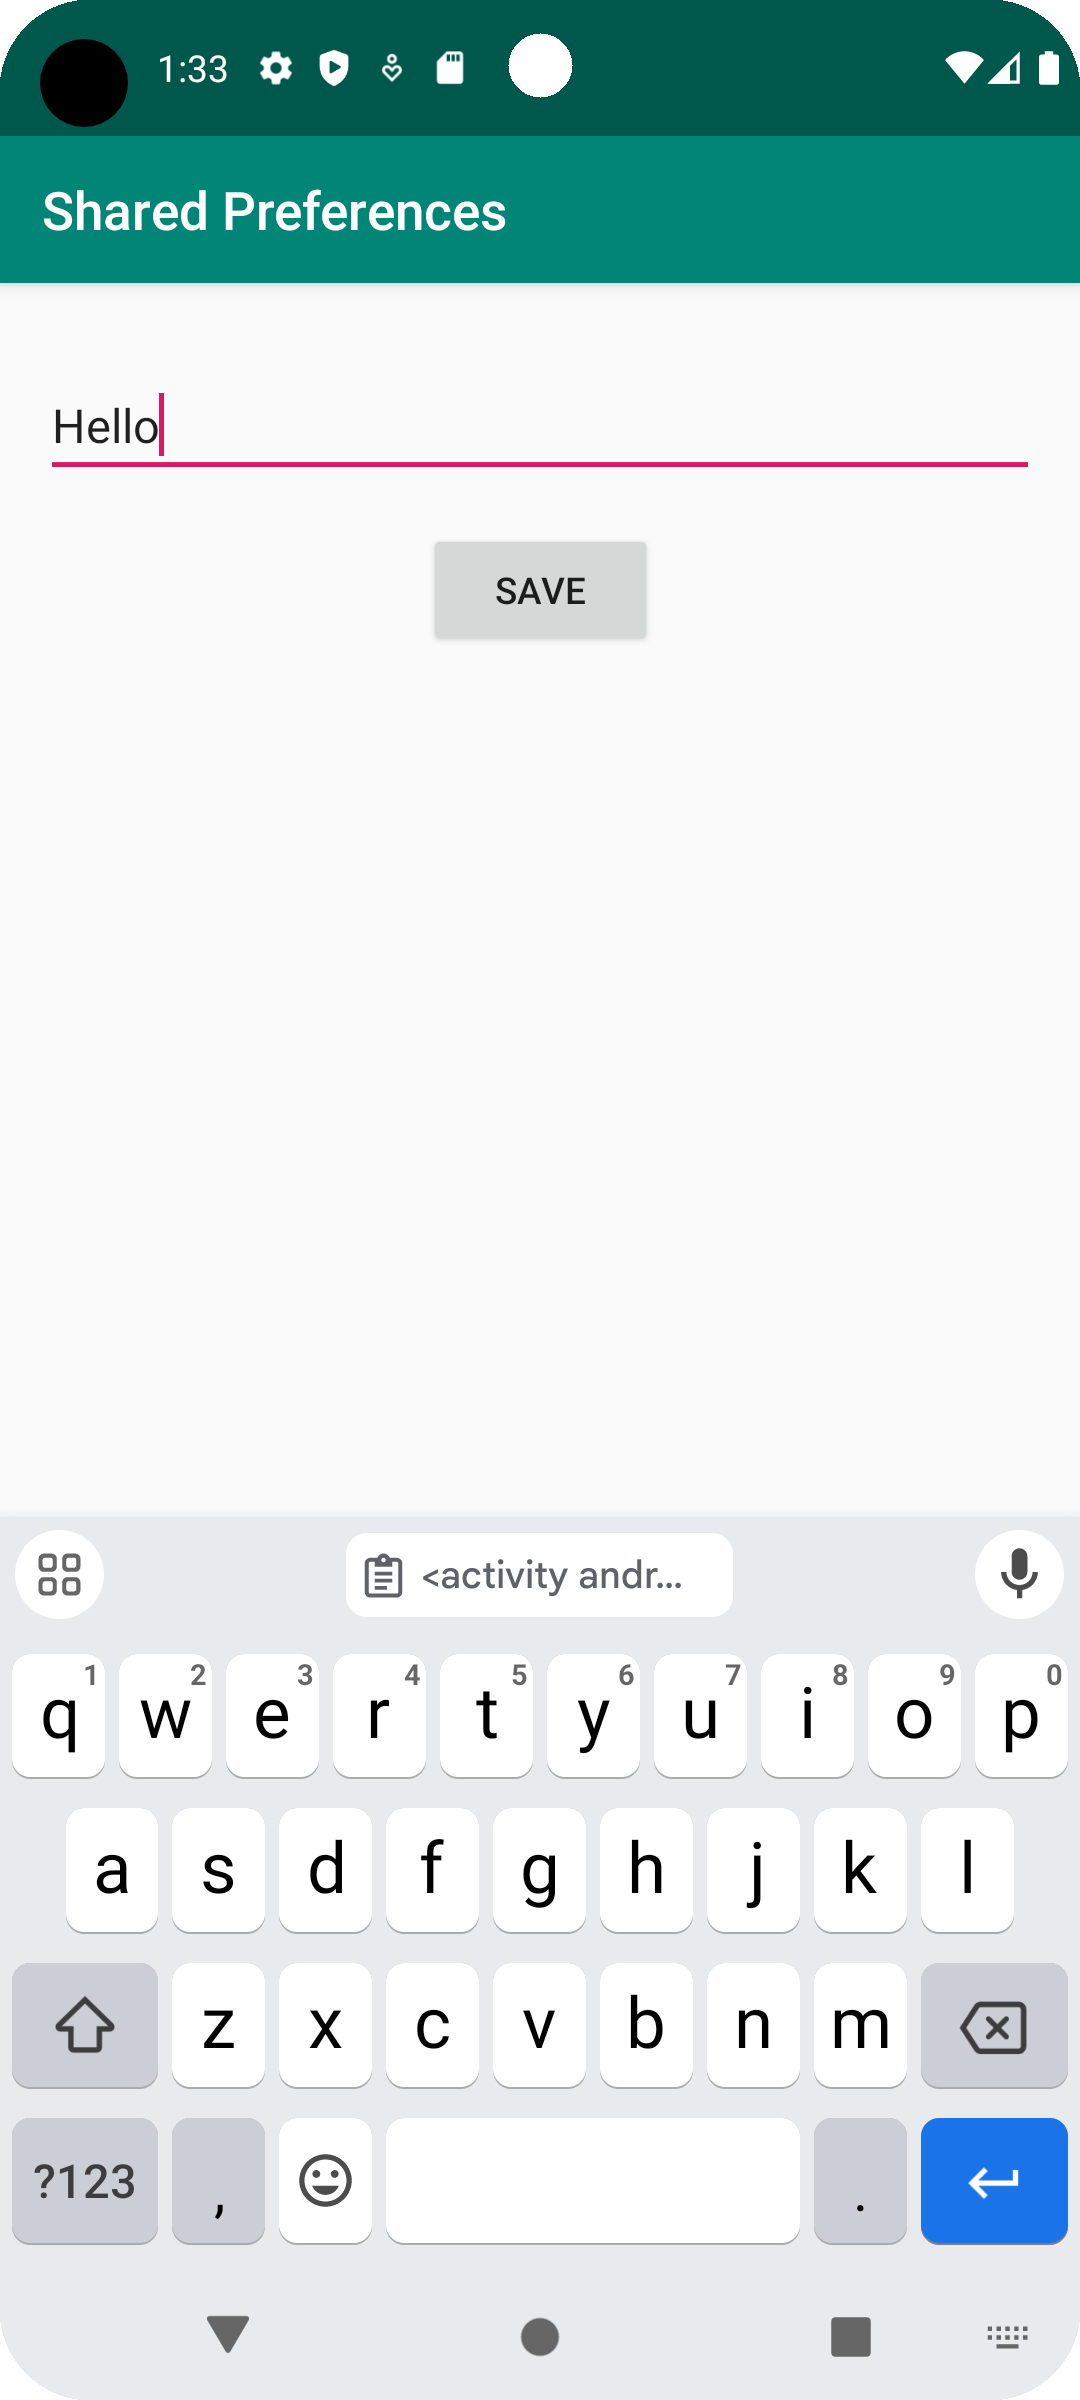 1:33
Shared Preferences
Hello
SAVE
<activity andr...
1 2 3 4 5 6 7 8 9 0
q w e r t y u i o p
a s d f g h j k l
z x c v b n m
?123 , .